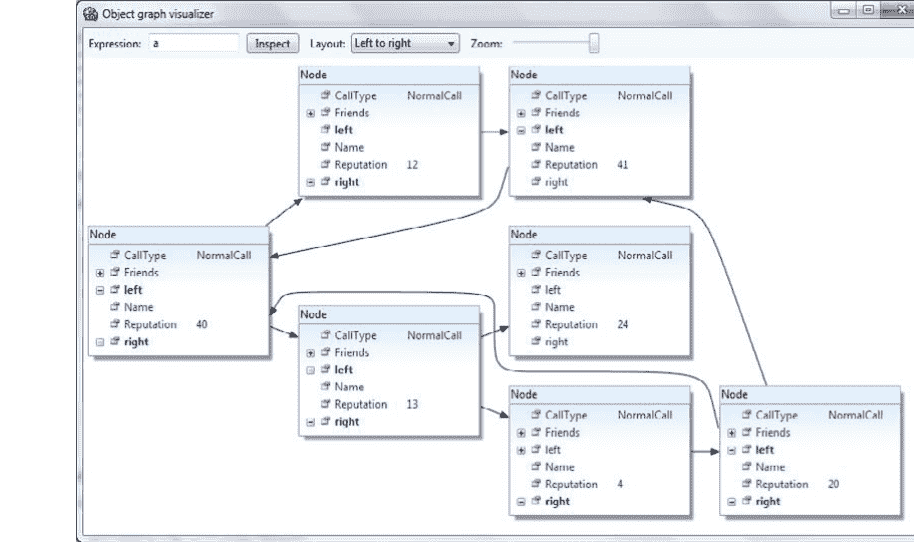 Object graph visualizer
Expression: a Inspect Layout: Left to right Zoom:
Node
CallType NormalCall
Friends
left
Name
Reputation 12
right
Node
CallType NormalCall
Friends
left
Name
Reputation 41
right
Node
CallType NormalCall
Friends
left
Name
Reputation 40
right
Node
CallType NormalCall
Friends
left
Name
Reputation 24
right
Node
CallType NormalCall
Friends
left
Name
Reputation 13
right
Node
CallType NormalCall
Friends
left
Name
Reputation 4
right
Node
CallType NormalCall
Friends
left
Name
Reputation 20
right